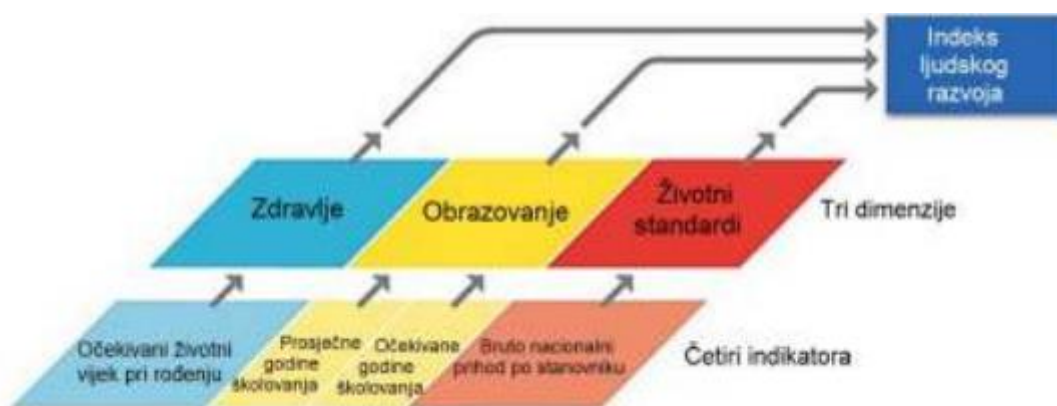 Indeks
ljudskog
razvoja
Zdravlje
Obrazovanje
Životni
standardi
Tri dimenzije
Očekivani životni
vijek pri rođenju
Prosječne
godine
školovanja
Očekivane
godine
školovanja
Bruto nacionalni
prihod po stanovniku
Četiri indikatora